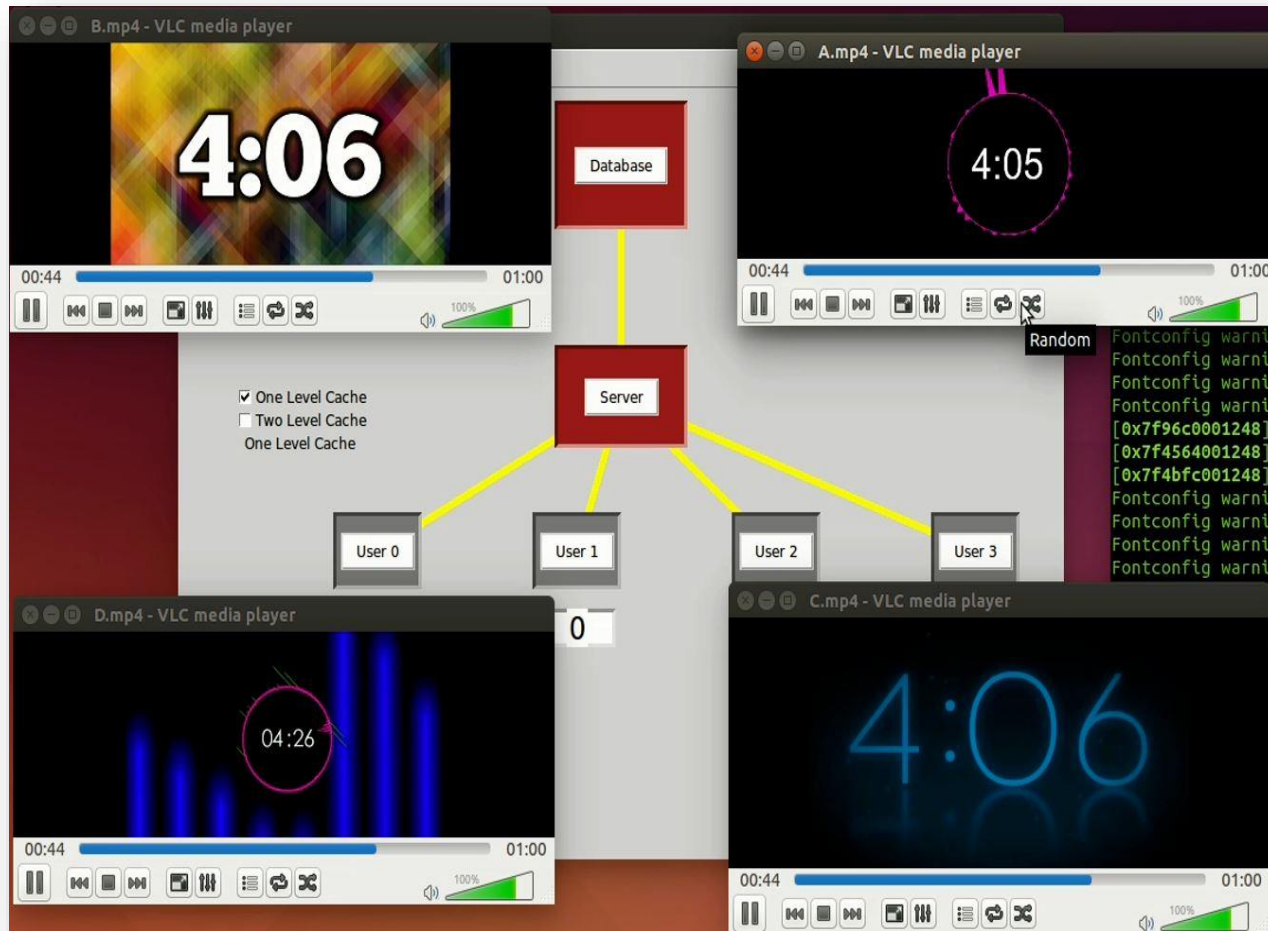 B.mp4 - VLC media player
4:06
00:44
01:00
100%
A.mp4 - VLC media player
4:05
00:44
01:00
100%
Random
Database
Server
One Level Cache
Two Level Cache
One Level Cache
User 0
User 1
User 2
User 3
0
Fontconfig warni
Fontconfig warni
Fontconfig warni
Fontconfig warni
[0x7f96c0001248]
[0x7f4564001248]
[0x7f4bfc001248]
Fontconfig warni
Fontconfig warni
Fontconfig warni
Fontconfig warni
D.mp4 - VLC media player
04:26
00:44
01:00
100%
C.mp4 - VLC media player
4:06
00:44
01:00
100%